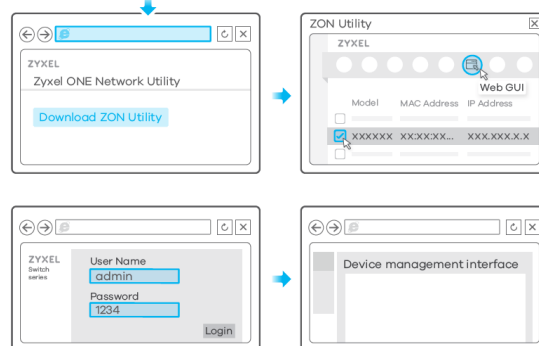 ZYXEL
Zyxel ONE Network Utility
Download ZON Utility
ZON Utility
ZYXEL
Web GUI
Model MAC Address IP Address
xxxxxx xx:xx:xx... xxx.xxx.x.x
ZYXEL
Switch
series
User Name
admin
Password
1234
Login
Device management interface